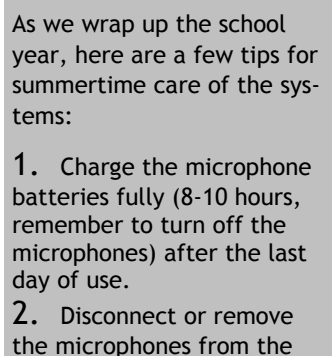 As we wrap up the school
year, here are a few tips for
summertime care of the sys-
tems:
1. Charge the microphone
batteries fully (8-10 hours,
remember to turn off the
microphones) after the last
day of use.
2. Disconnect or remove
the microphones from the